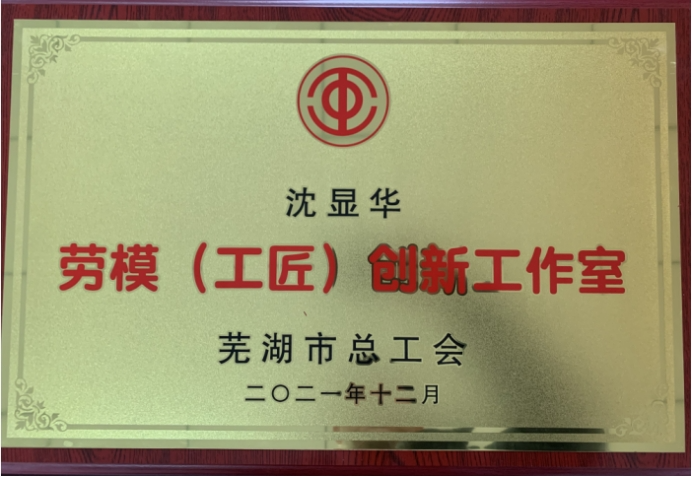 沈显华
劳模（工匠）创新工作室
芜湖市总工会
二〇二一年十二月